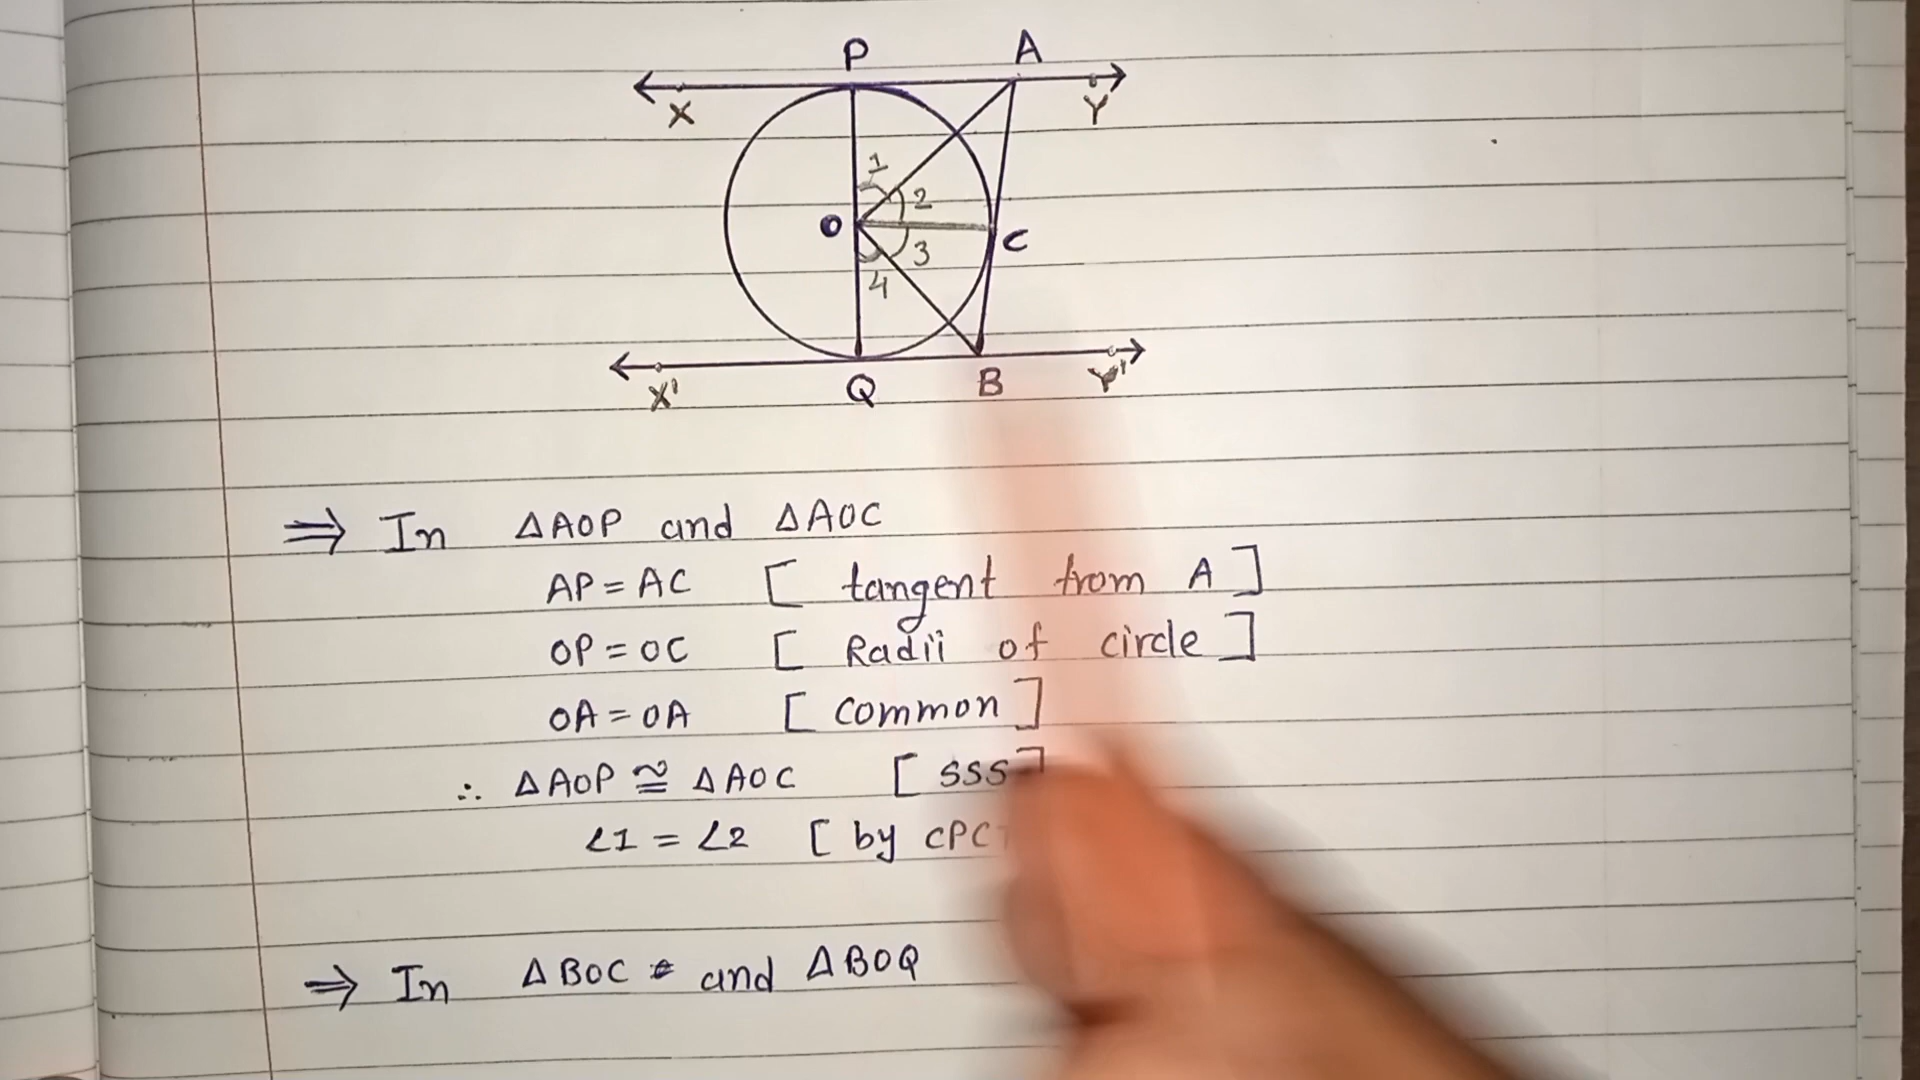 P A
X Y
1
2
O C
3
4
Q B
X' Y'
⇒ In ΔAOP and ΔAOC
AP = AC [ tangent from A ]
OP = OC [ Radii of circle ]
OA = OA [ common ]
∴ ΔAOP ≅ ΔAOC [ SSS ]
∠1 = ∠2 [ by CPCT
⇒ In ΔBOC and ΔBOQ